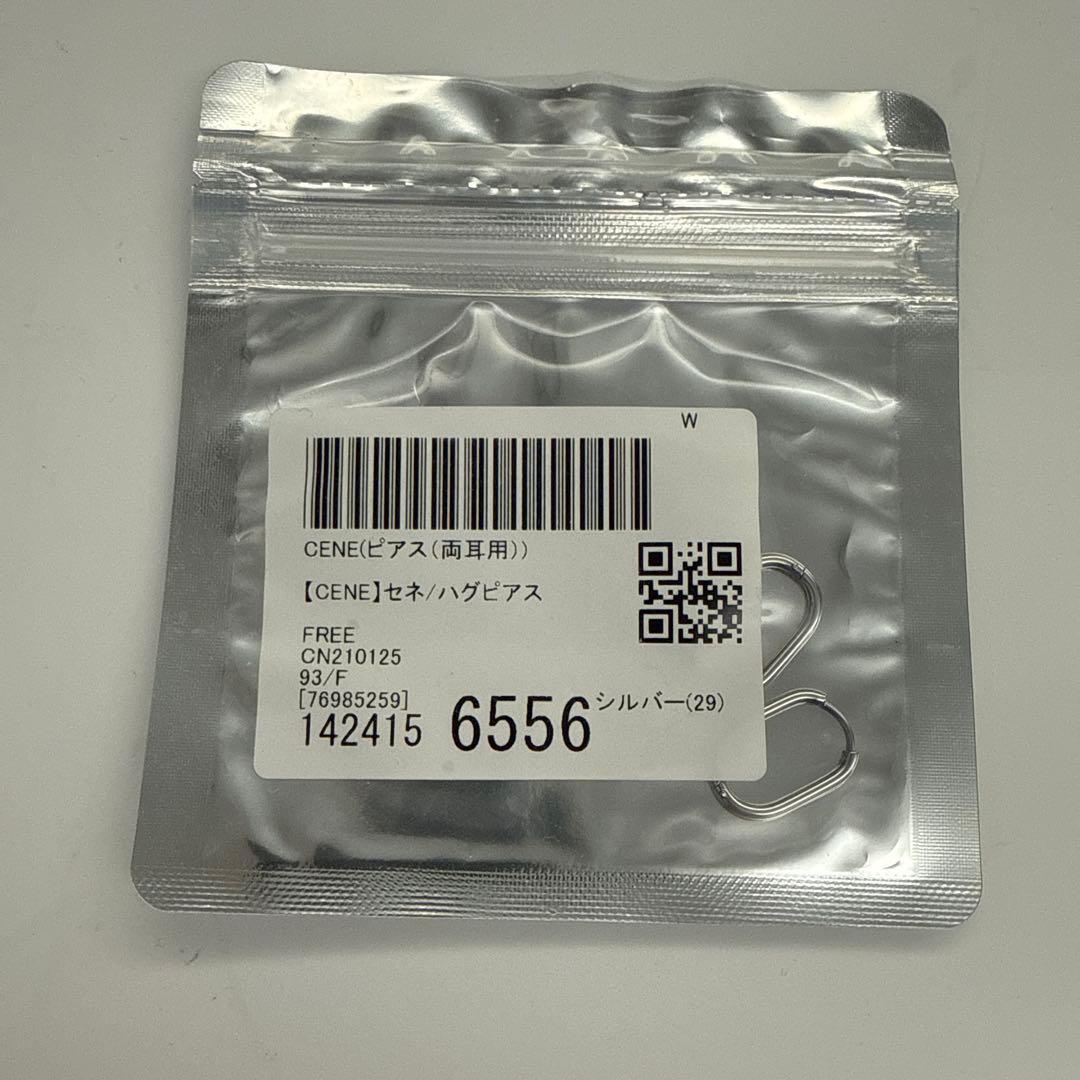 W
CENE(ピアス(両耳用))
【CENE】セネ/ハグピアス
FREE
CN210125
93/F
[76985259]
142415 6556 シルバー(29)